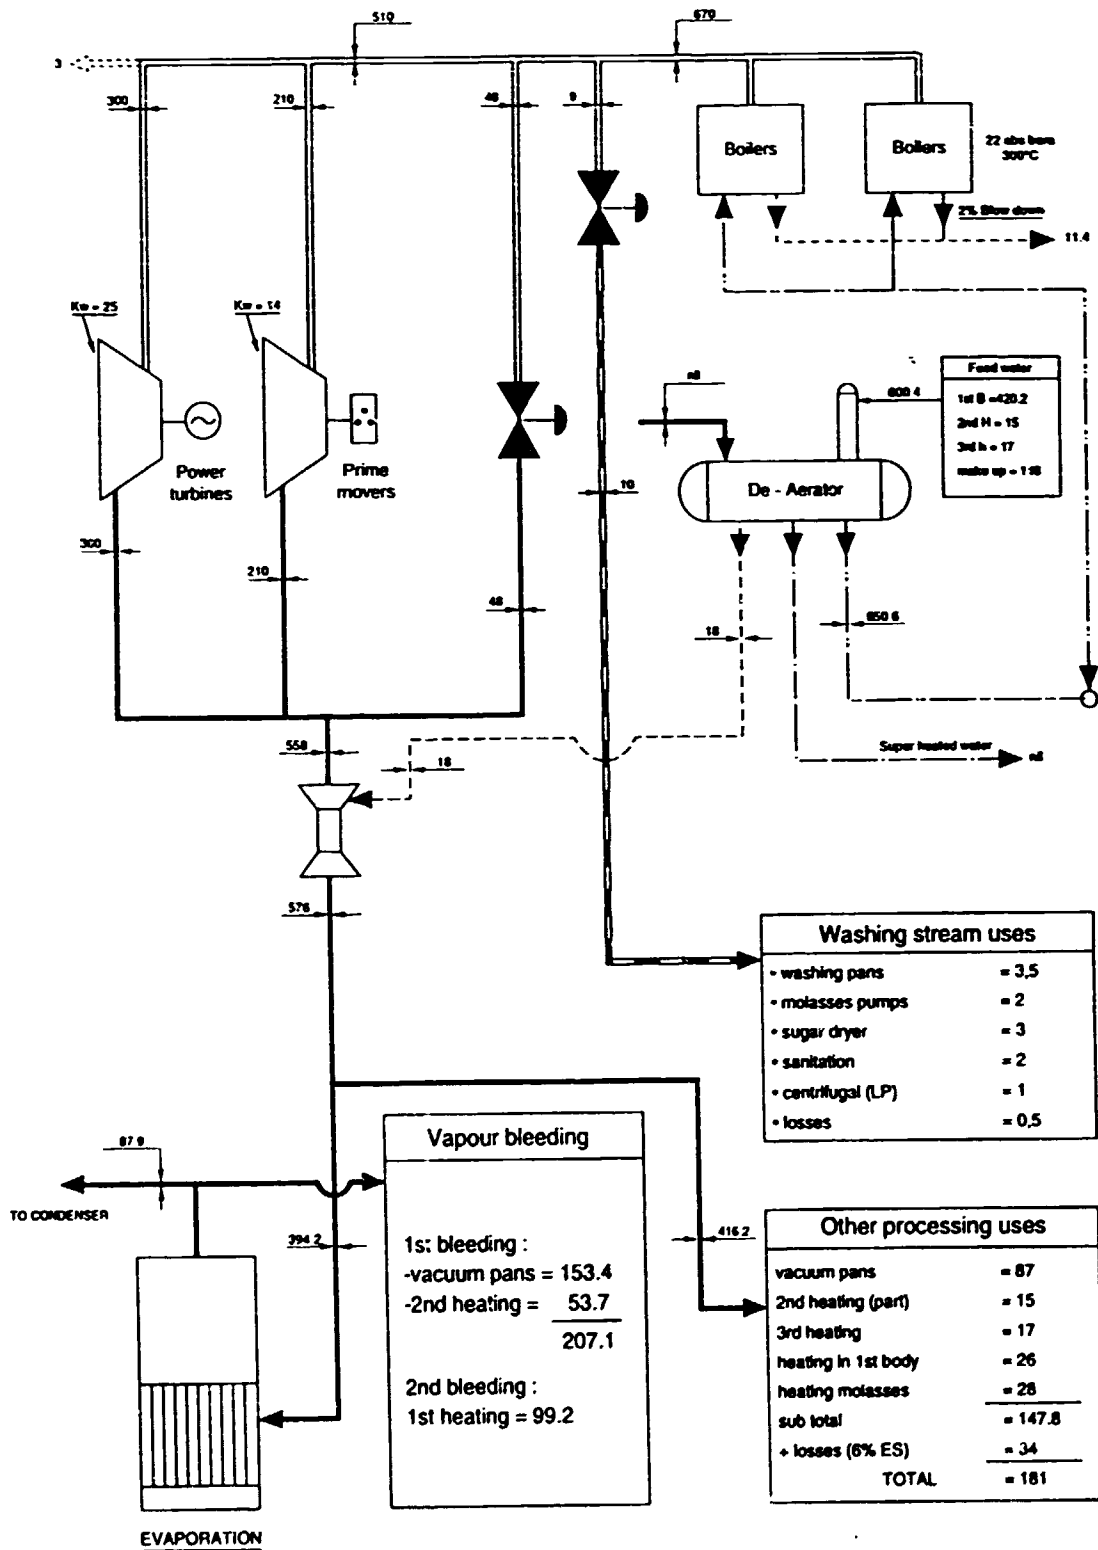 510
670
3
300
210
48
9
Boilers
Boilers
22 abs bars
300°C
2% Blow down
11.4
Kw = 25
Kw = 14
nil
600.4
Feed water
1st B =420.2
2nd H = 15
3rd h = 17
make up = 118
Power
turbines
Prime
movers
De - Aerator
10
300
210
48
18
650 6
558
18
Super heated water
nil
576
Washing stream uses
• washing pans = 3,5
• molasses pumps = 2
• sugar dryer = 3
• sanitation = 2
• centrifugal (LP) = 1
• losses = 0,5
87.9
TO CONDENSER
394.2
416.2
Vapour bleeding
1st bleeding :
-vacuum pans = 153.4
-2nd heating = 53.7
207.1
2nd bleeding :
1st heating = 99.2
Other processing uses
vacuum pans = 87
2nd heating (part) = 15
3rd heating = 17
heating in 1st body = 26
heating molasses = 28
sub total = 147.8
+ losses (6% ES) = 34
TOTAL = 181
EVAPORATION